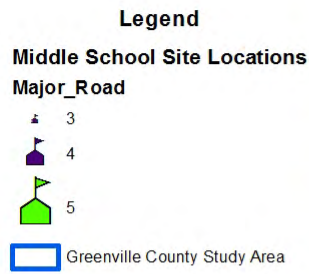 Legend
Middle School Site Locations
Major_Road
3
4
5
Greenville County Study Area